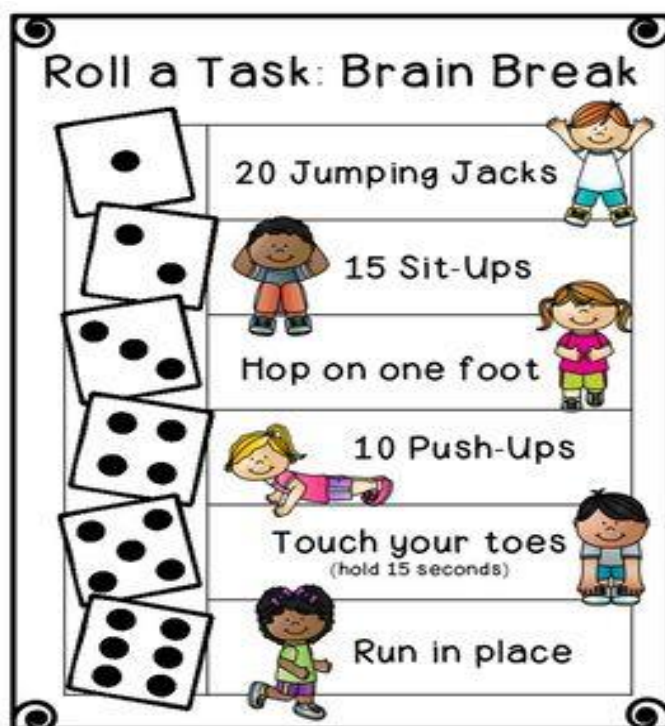 Roll a Task: Brain Break
20 Jumping Jacks
15 Sit-Ups
Hop on one foot
10 Push-Ups
Touch your toes
(hold 15 seconds)
Run in place